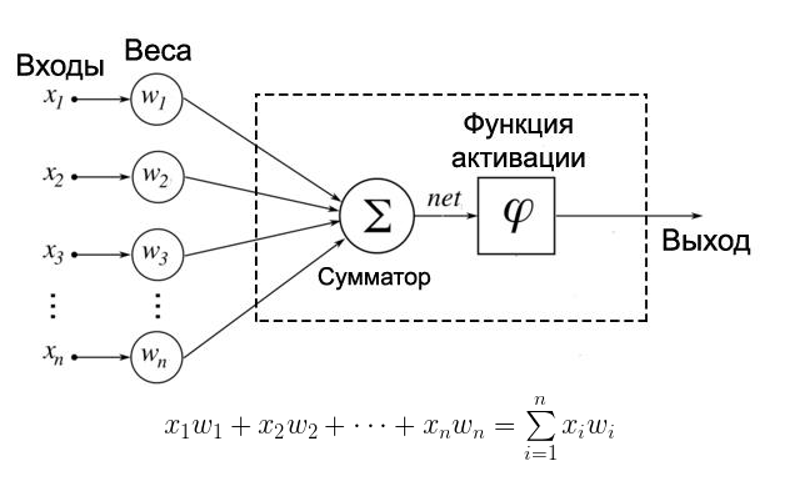 Входы
Веса
x₁
w₁
x₂
w₂
x₃
w₃
⋮
⋮
xₙ
wₙ
Σ
Сумматор
net
Функция
активации
φ
Выход
x₁w₁ + x₂w₂ + ⋯ + xₙwₙ = ∑ⁿᵢ₌₁ xᵢwᵢ